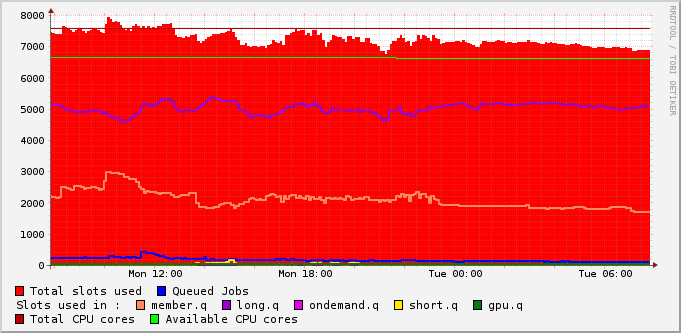 8000
7000
6000
5000
4000
3000
2000
1000
0
Mon 12:00 Mon 18:00 Tue 00:00 Tue 06:00
Total slots used Queued Jobs
Slots used in : member.q long.q ondemand.q short.q gpu.q
Total CPU cores Available CPU cores
RRDTOOL / TOBI OETIKER